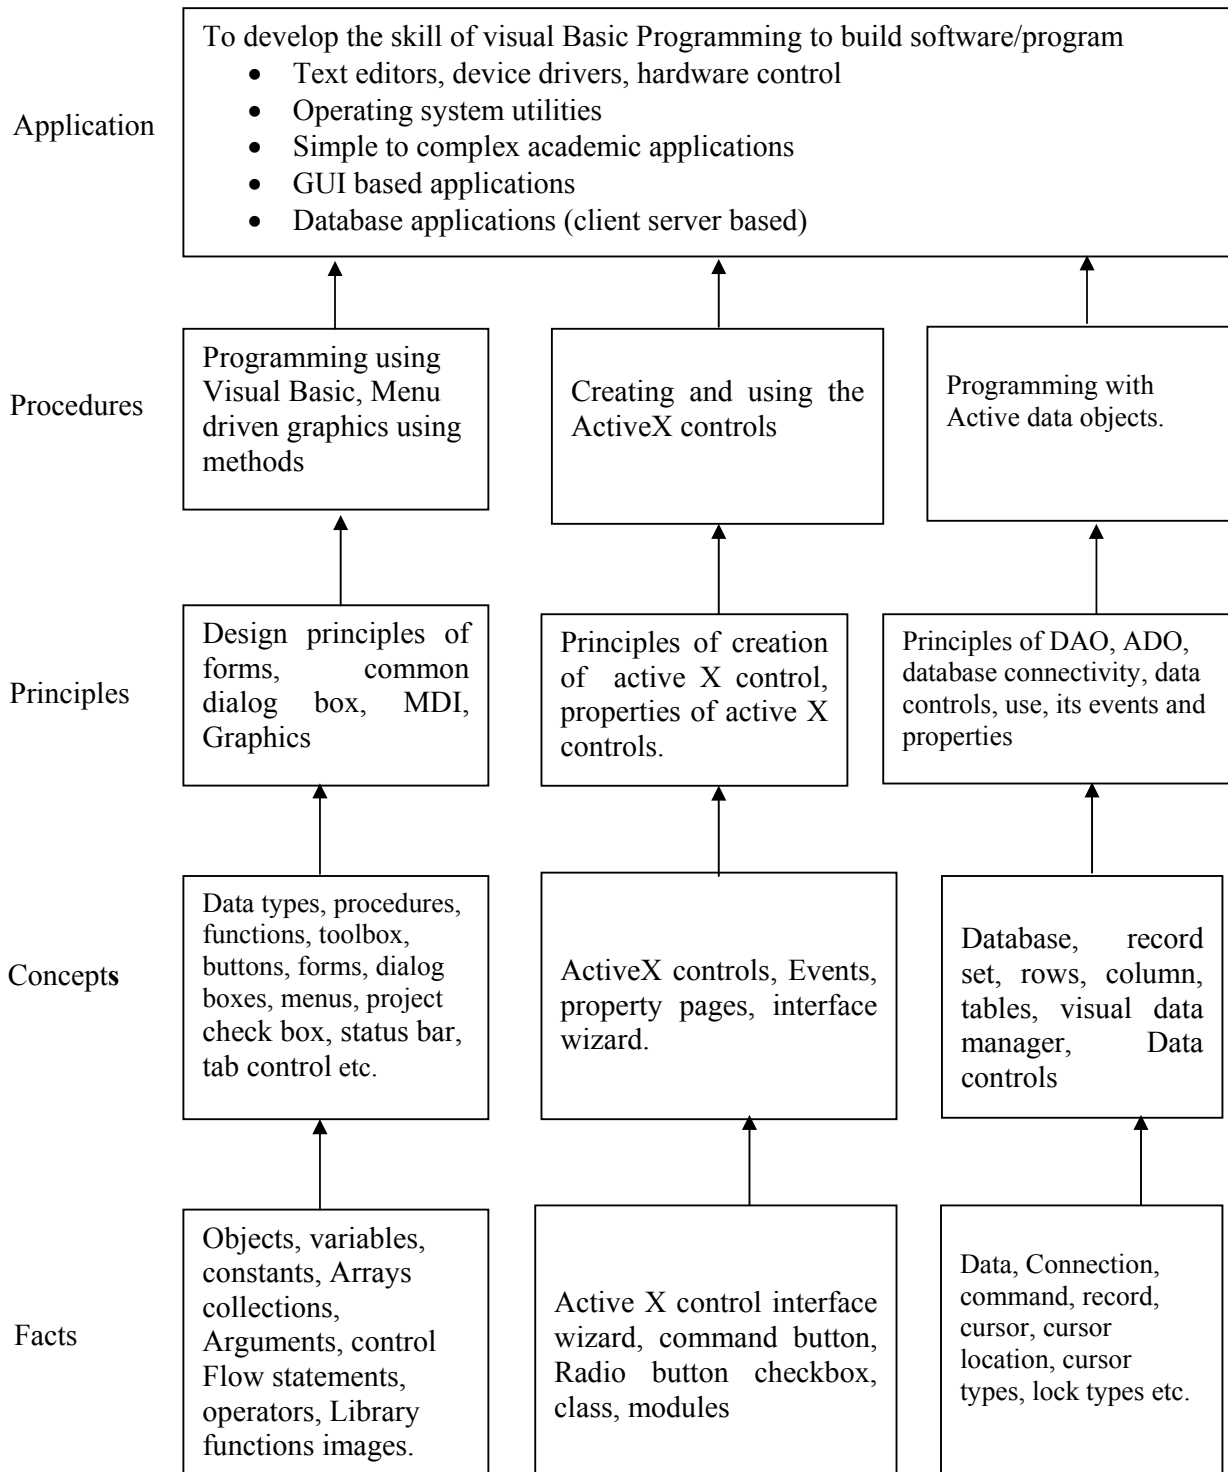 To develop the skill of visual Basic Programming to build software/program
• Text editors, device drivers, hardware control
• Operating system utilities
Application
• Simple to complex academic applications
• GUI based applications
• Database applications (client server based)
Procedures
Programming using
Visual Basic, Menu
driven graphics using
methods
Creating and using the
ActiveX controls
Programming with
Active data objects.
Principles
Design principles of
forms, common
dialog box, MDI,
Graphics
Principles of creation
of active X control,
properties of active X
controls.
Principles of DAO, ADO,
database connectivity, data
controls, use, its events and
properties
Concepts
Data types, procedures,
functions, toolbox,
buttons, forms, dialog
boxes, menus, project
check box, status bar,
tab control etc.
ActiveX controls, Events,
property pages, interface
wizard.
Database, record
set, rows, column,
tables, visual data
manager, Data
controls
Facts
Objects, variables,
constants, Arrays
collections,
Arguments, control
Flow statements,
operators, Library
functions images.
Active X control interface
wizard, command button,
Radio button checkbox,
class, modules
Data, Connection,
command, record,
cursor, cursor
location, cursor
types, lock types etc.